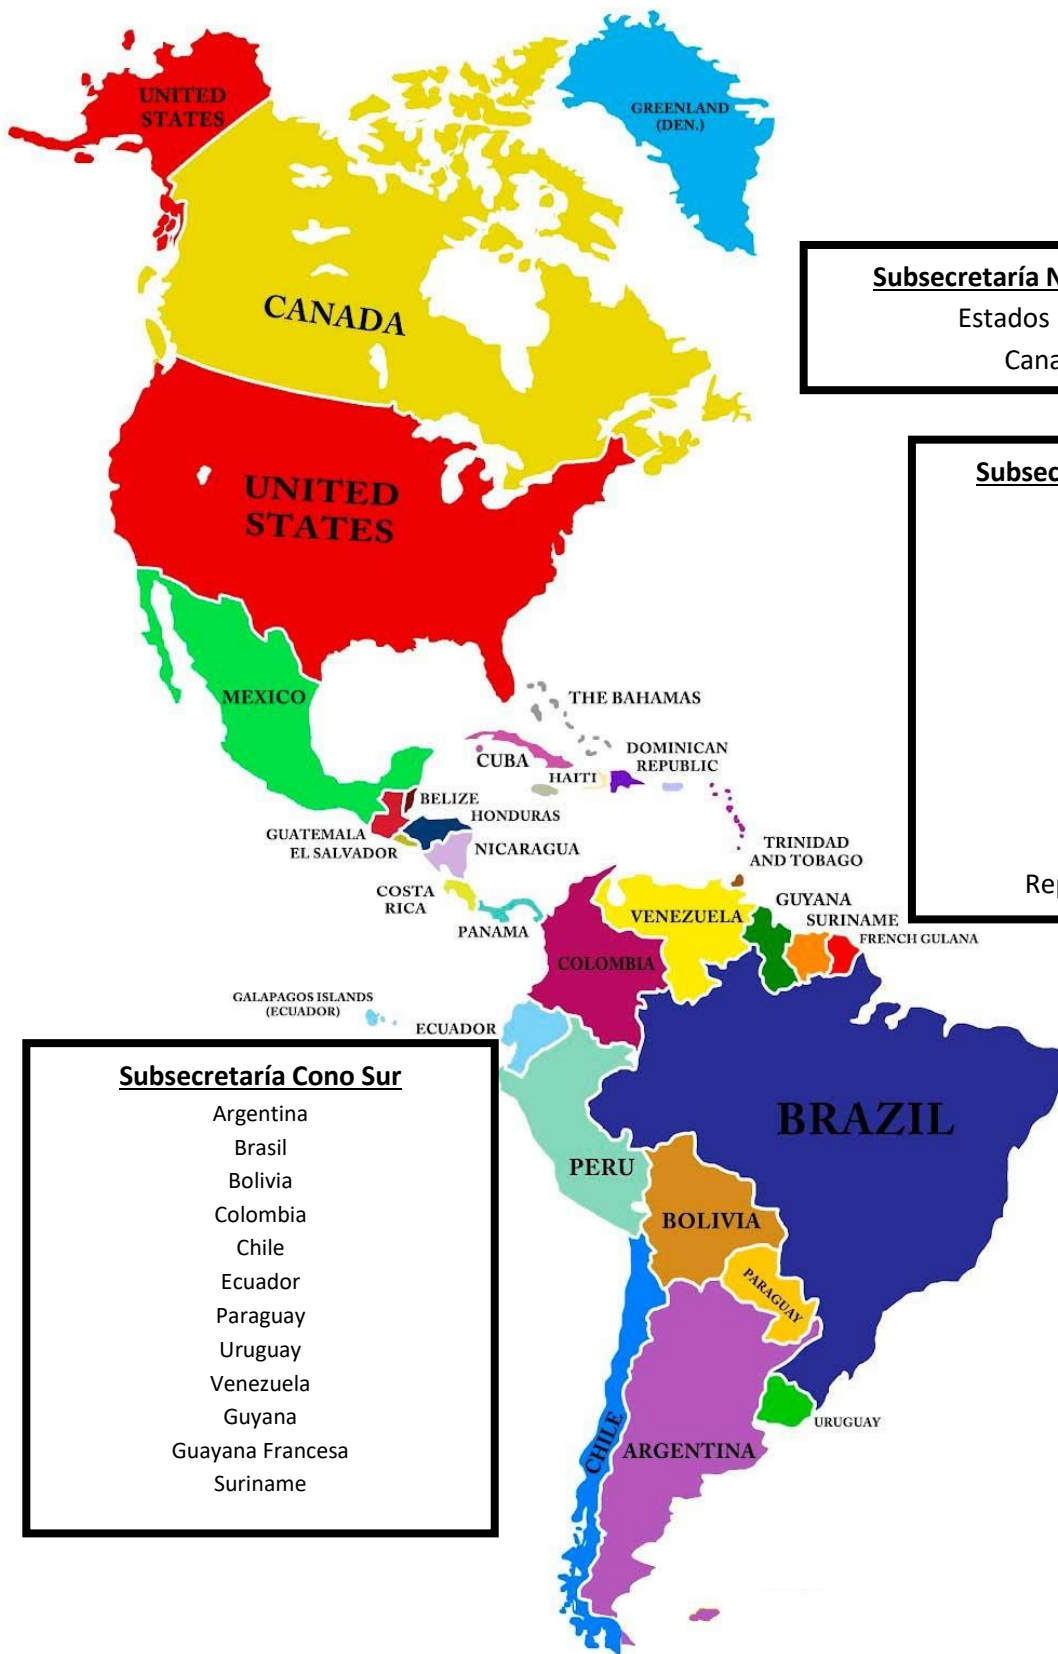 UNITED
STATES
GREENLAND
(DEN.)
CANADA
Subsecretaría N
Estados
Cana
UNITED
STATES
Subsec
MEXICO
THE BAHAMAS
CUBA
HAITI
DOMINICAN
REPUBLIC
BELIZE
HONDURAS
GUATEMALA
EL SALVADOR
NICARAGUA
TRINIDAD
AND TOBAGO
COSTA
RICA
PANAMA
VENEZUELA
GUYANA
SURINAME
FRENCH GULANA
Rep
COLOMBIA
GALAPAGOS ISLANDS
(ECUADOR)
ECUADOR
BRAZIL
PERU
BOLIVIA
PARAGUAY
URUGUAY
CHILE
ARGENTINA
Subsecretaría Cono Sur
Argentina
Brasil
Bolivia
Colombia
Chile
Ecuador
Paraguay
Uruguay
Venezuela
Guyana
Guayana Francesa
Suriname